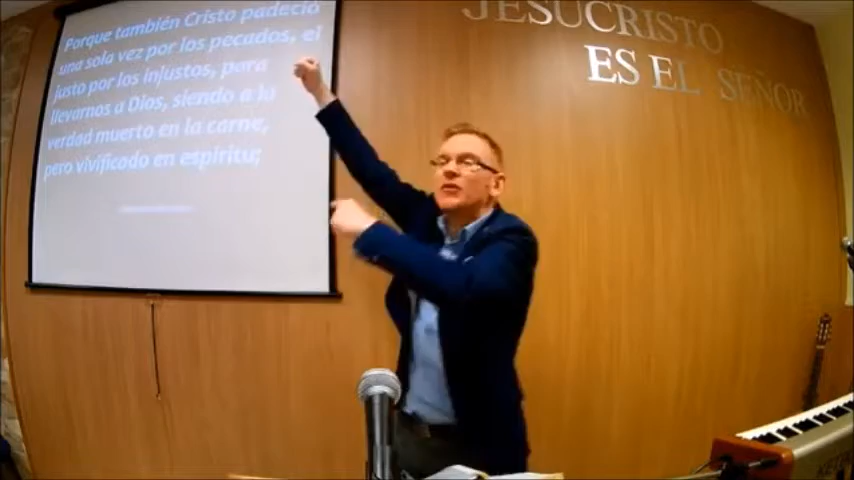 Porque también Cristo padeció
una sola vez por los pecados, el
justo por los injustos, para
llevarnos a Dios, siendo a la
verdad muerto en la carne,
pero vivificado en espíritu;
JESUCRISTO
ES EL SEÑOR